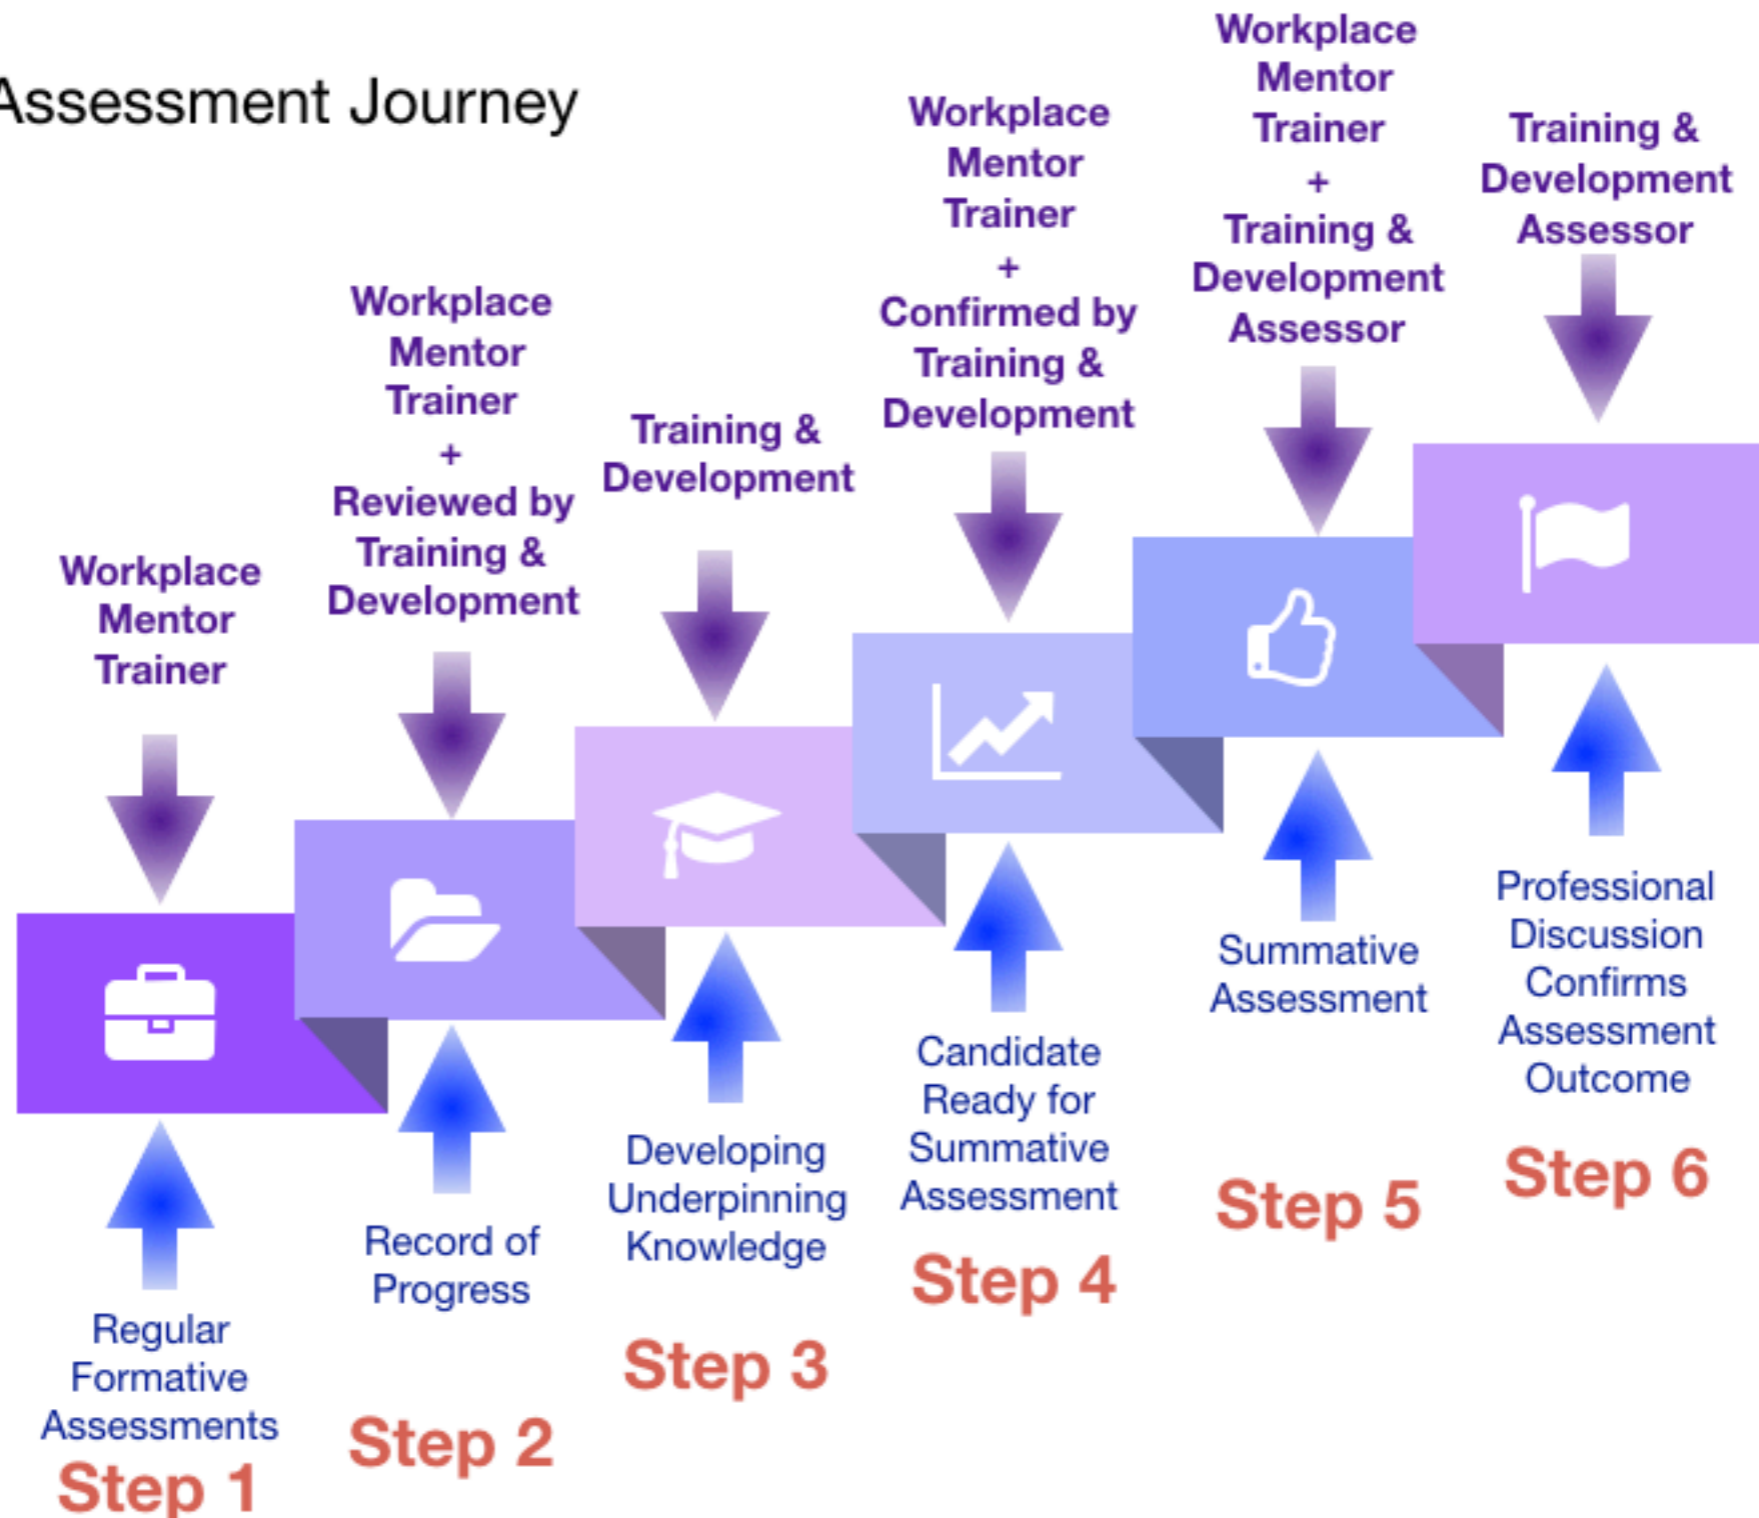 Assessment Journey
Workplace
Mentor
Trainer
Regular
Formative
Assessments
Step 1
Workplace
Mentor
Trainer
+
Reviewed by
Training &
Development
Record of
Progress
Step 2
Training &
Development
Developing
Underpinning
Knowledge
Step 3
Workplace
Mentor
Trainer
+
Confirmed by
Training &
Development
Candidate
Ready for
Summative
Assessment
Step 4
Workplace
Mentor
Trainer
+
Training &
Development
Assessor
Summative
Assessment
Step 5
Training &
Development
Assessor
Professional
Discussion
Confirms
Assessment
Outcome
Step 6